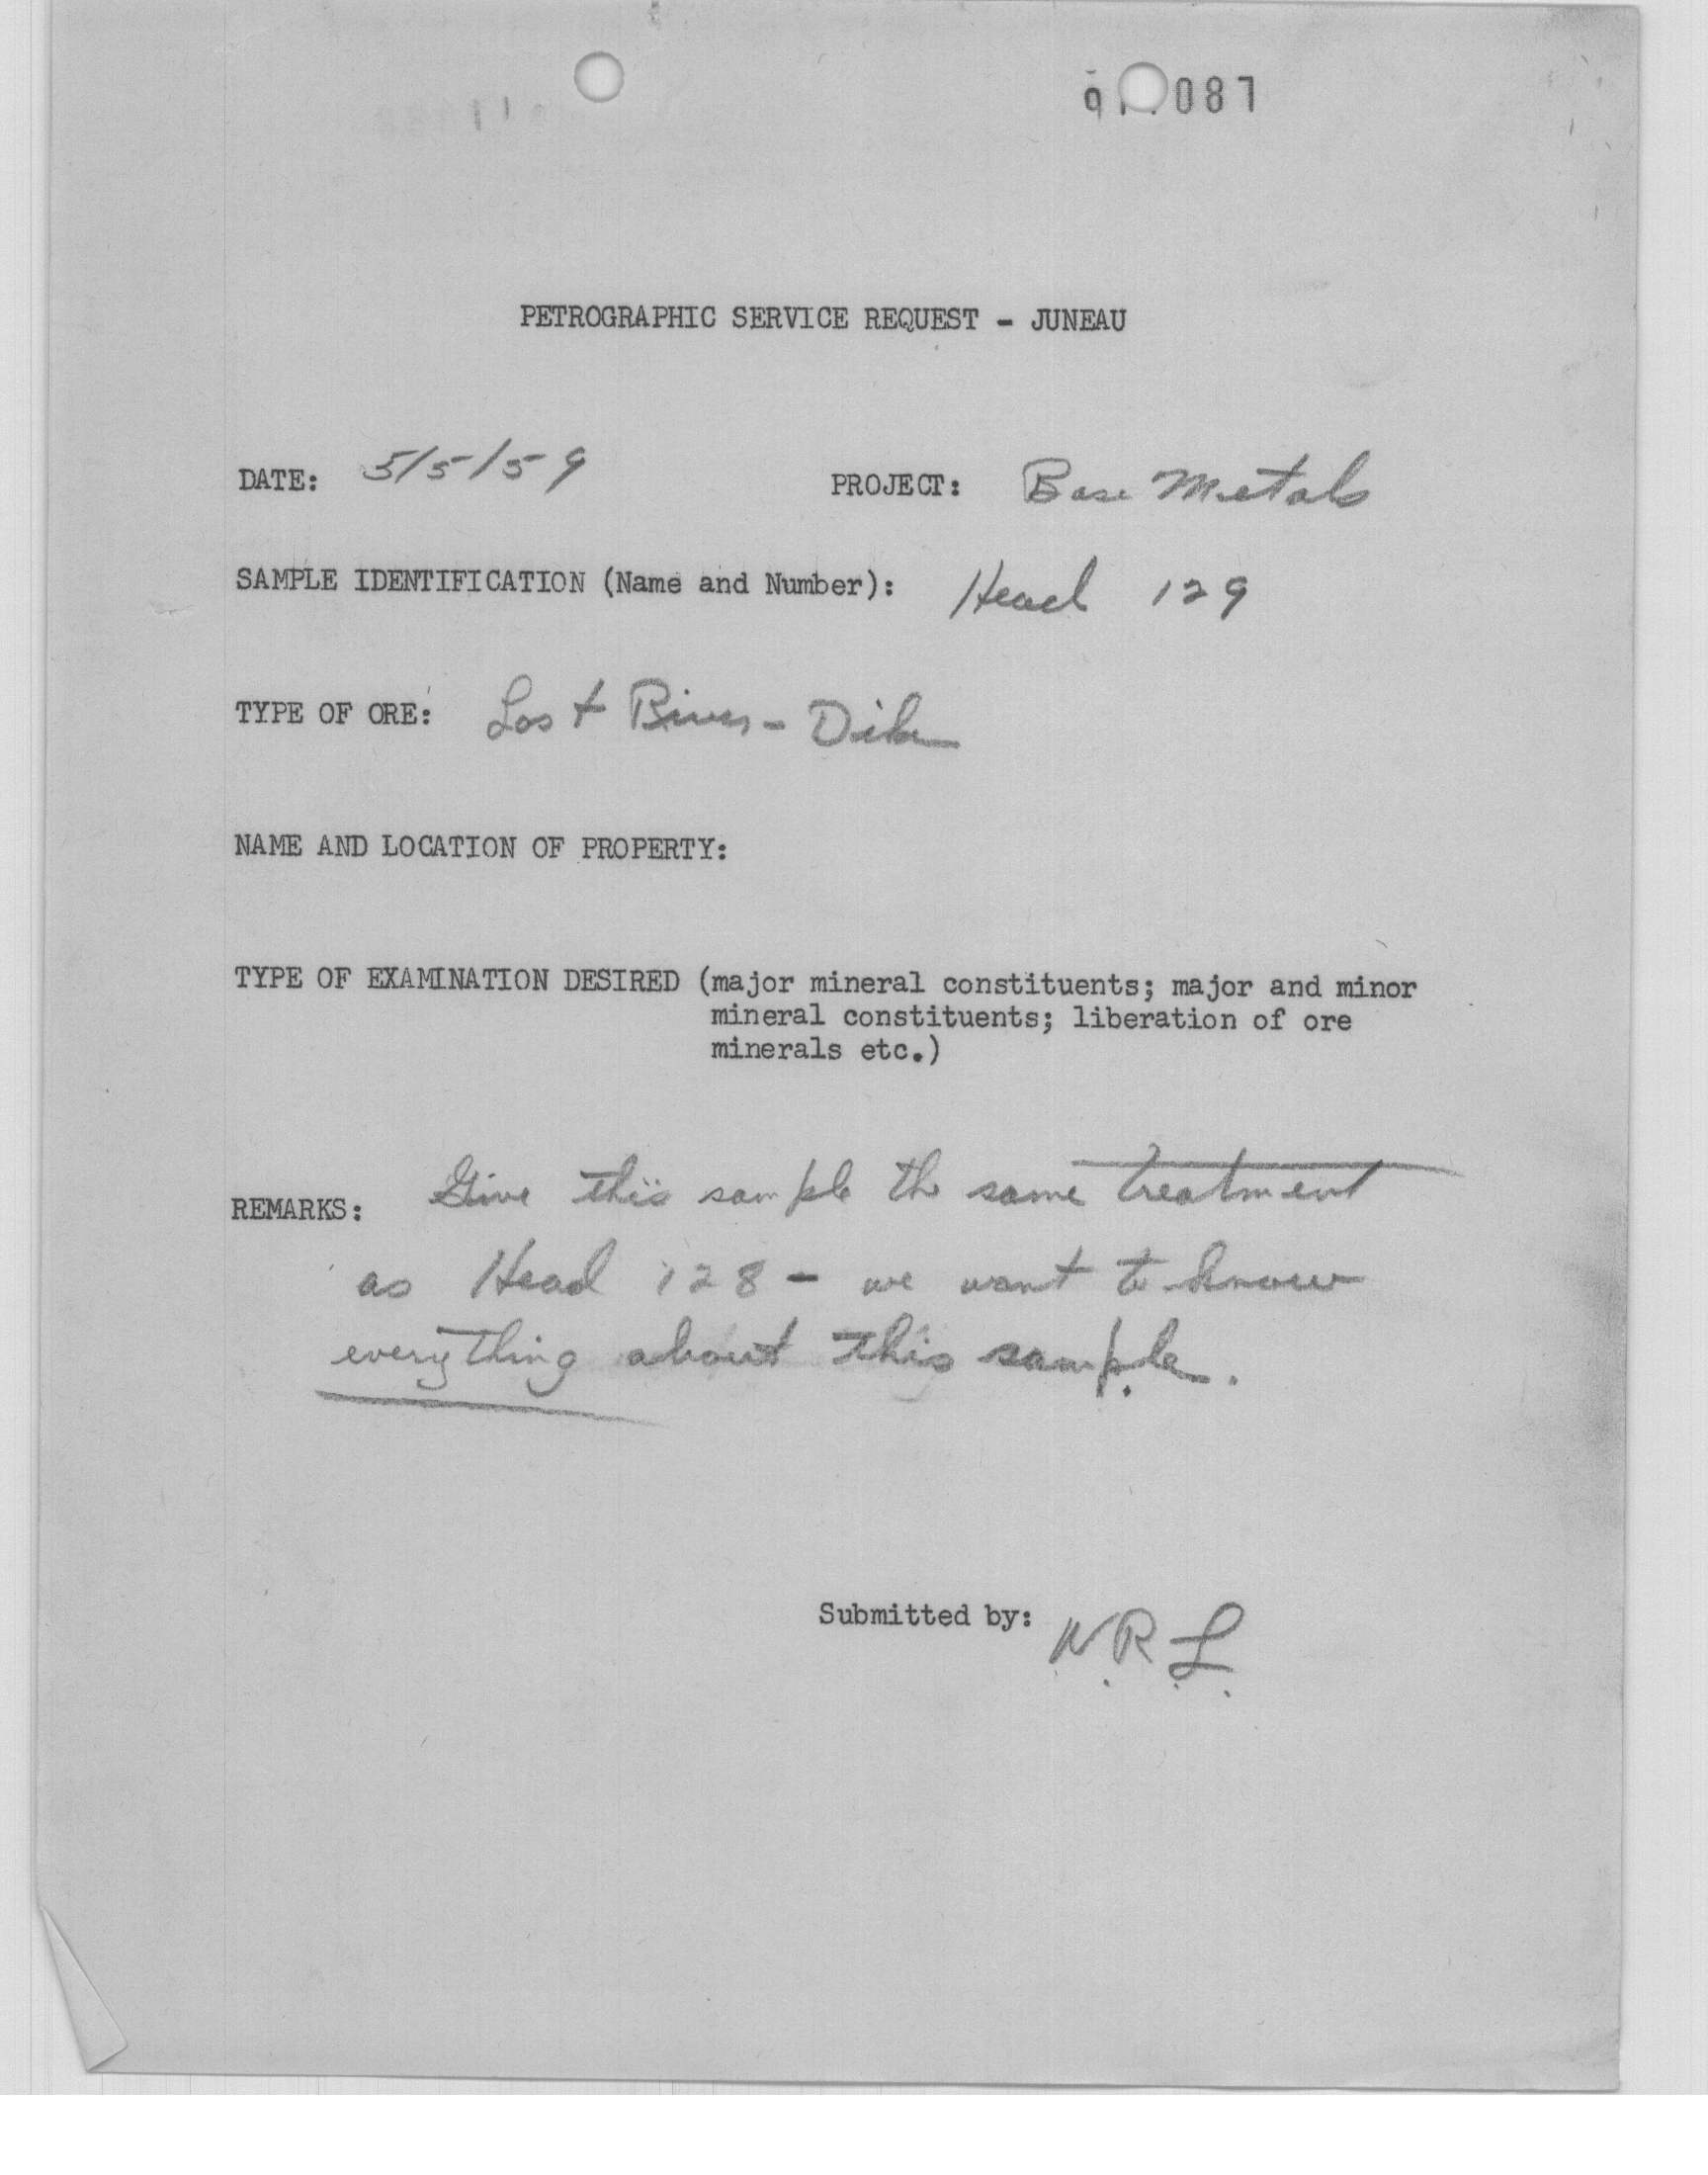 087
PETROGRAPHIC SERVICE REQUEST - JUNEAU
DATE: 5/5/59 PROJECT: Base Metals
SAMPLE IDENTIFICATION (Name and Number): Head 129
TYPE OF ORE: Lost River - Dike
NAME AND LOCATION OF PROPERTY:
TYPE OF EXAMINATION DESIRED (major mineral constituents; major and minor
mineral constituents; liberation of ore
minerals etc.)
REMARKS: Give this sample the same treatment
as Head 128 - we want to know
everything about this sample.
Submitted by: WRL